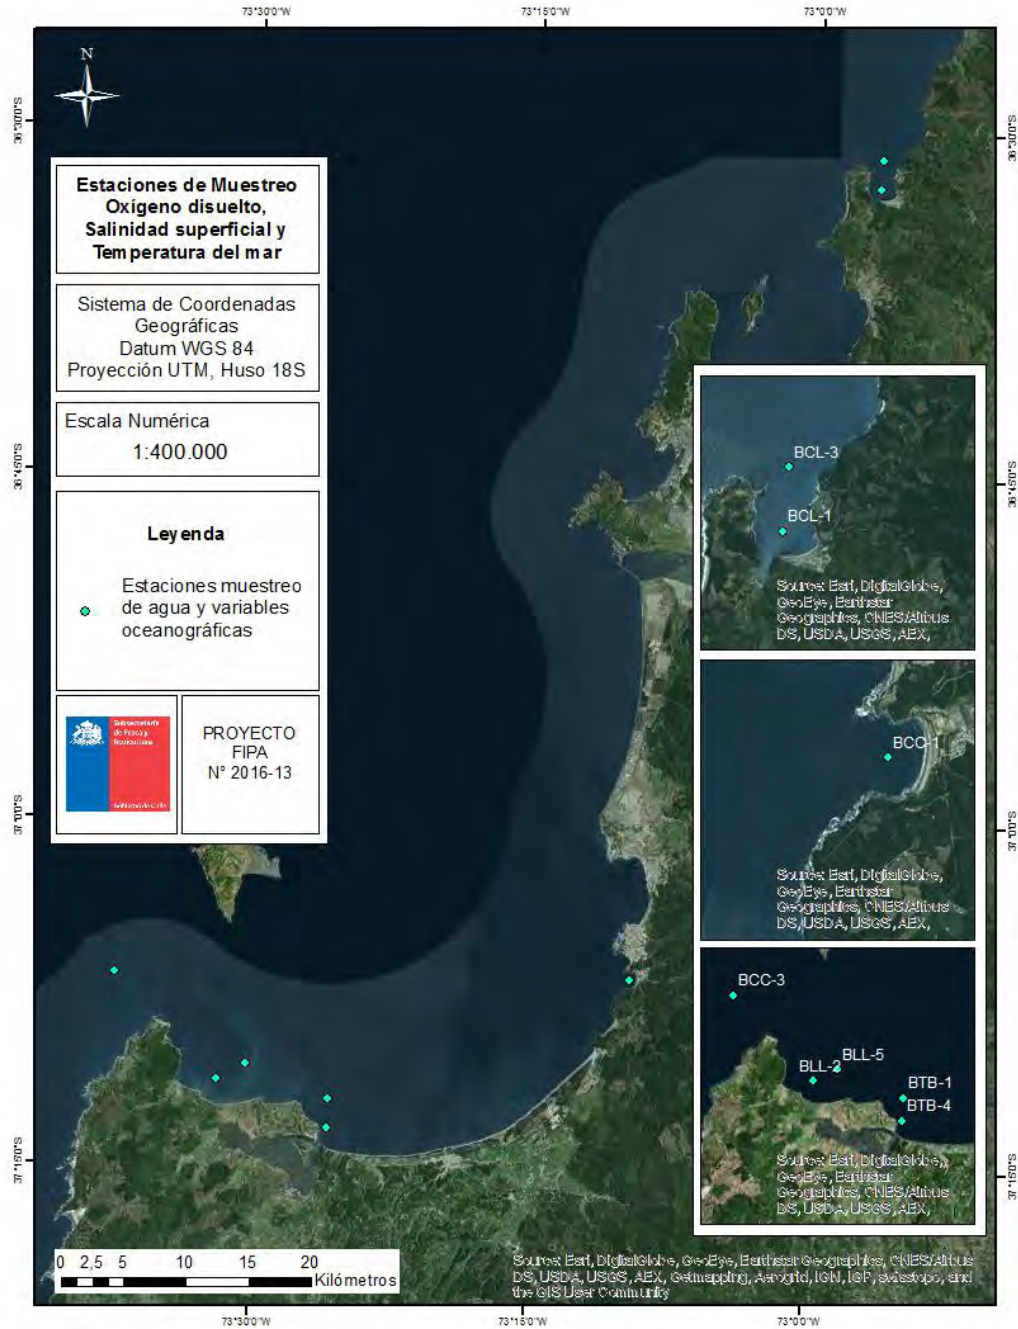 73°30'0"W
73°15'0"W
73°0'0"W
N
36°30'0"S
36°30'0"S
Estaciones de Muestreo
Oxígeno disuelto,
Salinidad superficial y
Temperatura del mar
Sistema de Coordenadas
Geográficas
Datum WGS 84
Proyección UTM, Huso 18S
Escala Numérica
1:400.000
36°45'0"S
36°45'0"S
Leyenda
Estaciones muestreo
de agua y variables
oceanográficas
Subsecretaría
de Pesca y
Acuicultura
Gobierno de Chile
PROYECTO
FIPA
N° 2016-13
37°0'0"S
37°0'0"S
BCL-3
BCL-1
Source: Esri, DigitalGlobe,
GeoEye, Earthstar
Geographics, CNES/Airbus
DS, USDA, USGS, AEX,
BCC-1
Source: Esri, DigitalGlobe,
GeoEye, Earthstar
Geographics, CNES/Airbus
DS, USDA, USGS, AEX,
BCC-3
BLL-5
BLL-2
BTB-1
BTB-4
Source: Esri, DigitalGlobe,
GeoEye, Earthstar
Geographics, CNES/Airbus
DS, USDA, USGS, AEX,
37°15'0"S
37°15'0"S
0 2,5 5 10 15 20
Kilómetros
Source: Esri, DigitalGlobe, GeoEye, Earthstar Geographics, CNES/Airbus
DS, USDA, USGS, AEX, Getmapping, Aerogrid, IGN, IGP, swisstopo, and
the GIS User Community
73°30'0"W
73°15'0"W
73°0'0"W